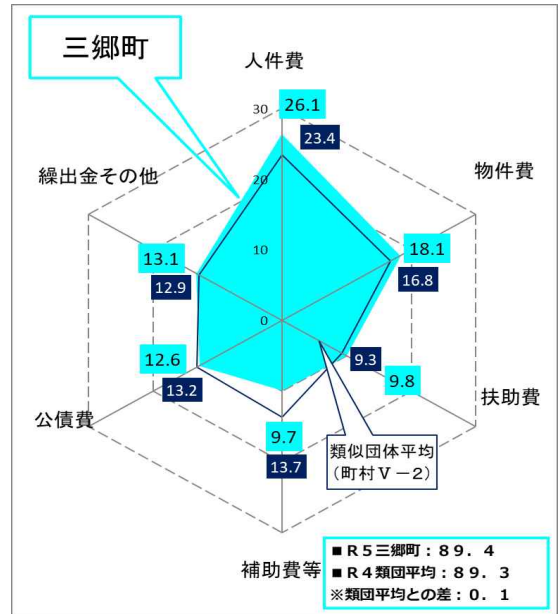 三郷町
人件費
30
26.1
23.4
繰出金その他
20
物件費
10
18.1
16.8
13.1
12.9
0
9.3
9.8
12.6
13.2
扶助費
公債費
9.7
13.7
類似団体平均
(町村Ⅴ－2)
補助費等
■R5三郷町：89．4
■R4類団平均：89．3
※類団平均との差：0．1